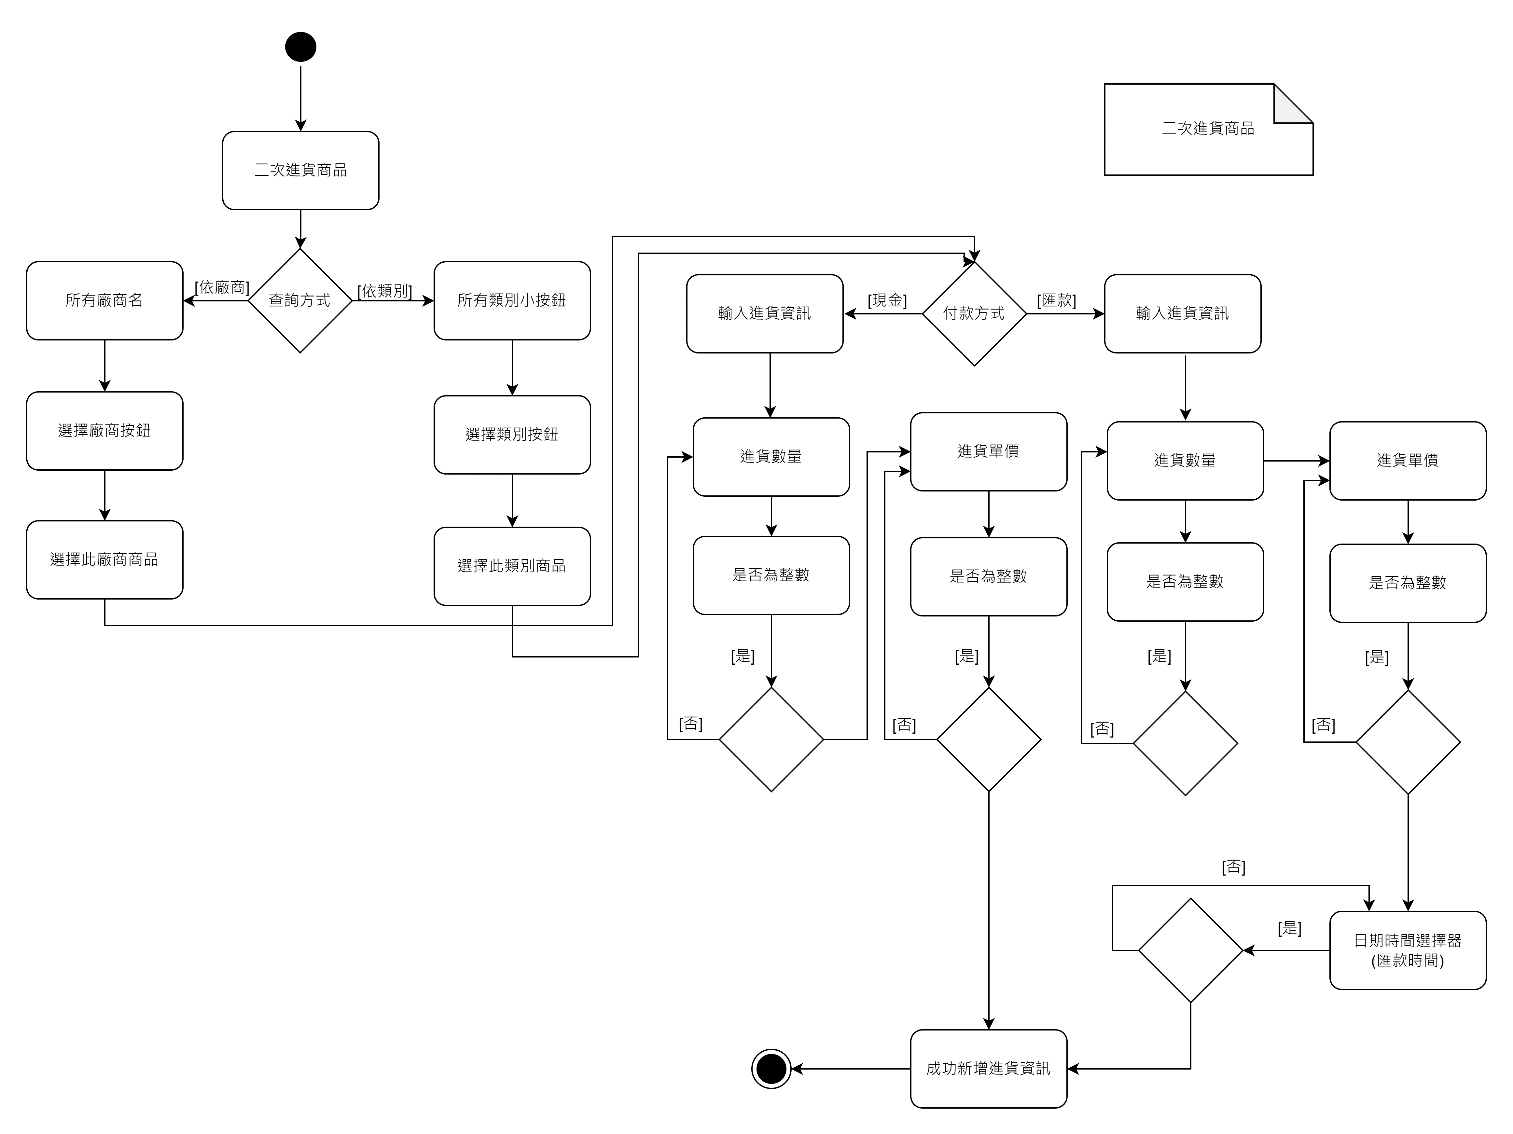 二次進貨商品
二次進貨商品
查詢方式
[依廠商]
[依類別]
所有廠商名
選擇廠商按鈕
選擇此廠商商品
所有類別小按鈕
選擇類別按鈕
選擇此類別商品
付款方式
[現金]
[匯款]
輸入進貨資訊
進貨數量
是否為整數
[是]
[否]
進貨單價
是否為整數
[是]
[否]
輸入進貨資訊
進貨數量
是否為整數
[是]
[否]
進貨單價
是否為整數
[是]
[否]
日期時間選擇器
(匯款時間)
[是]
[否]
成功新增進貨資訊